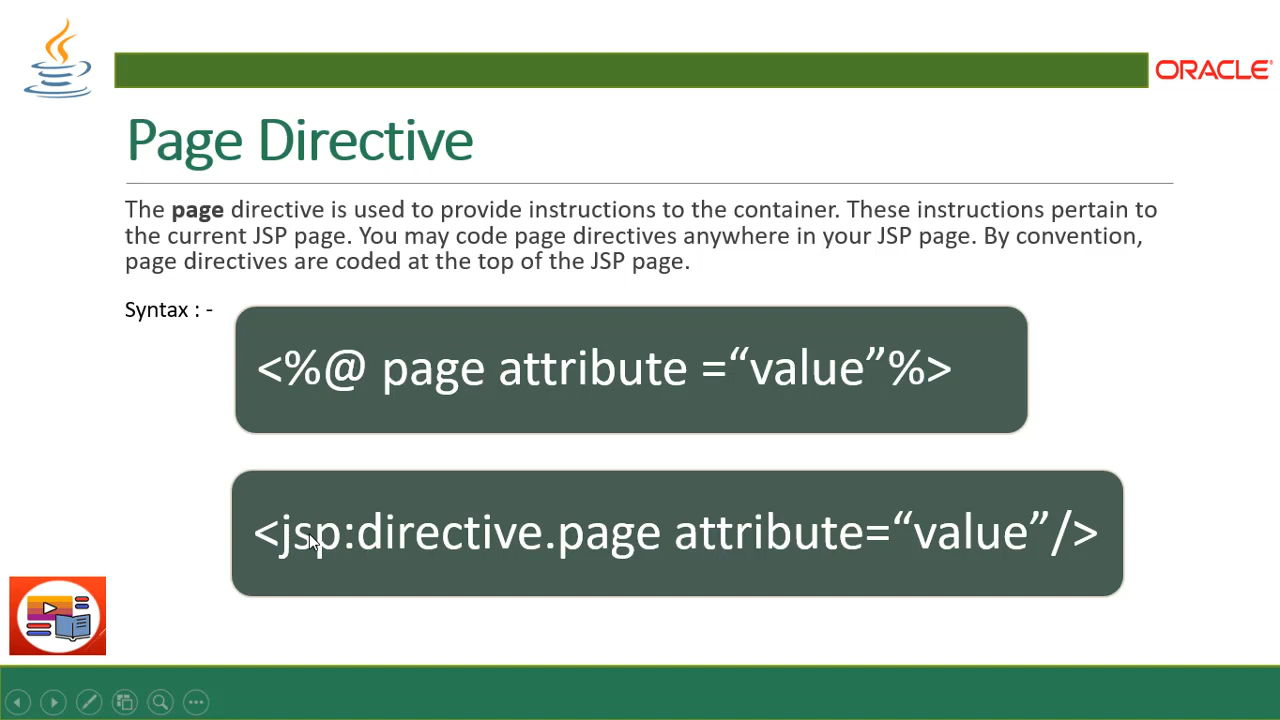 ORACLE®
Page Directive
The page directive is used to provide instructions to the container. These instructions pertain to
the current JSP page. You may code page directives anywhere in your JSP page. By convention,
page directives are coded at the top of the JSP page.
Syntax : -
<%@ page attribute =“value”%>
<jsp:directive.page attribute=“value”/>